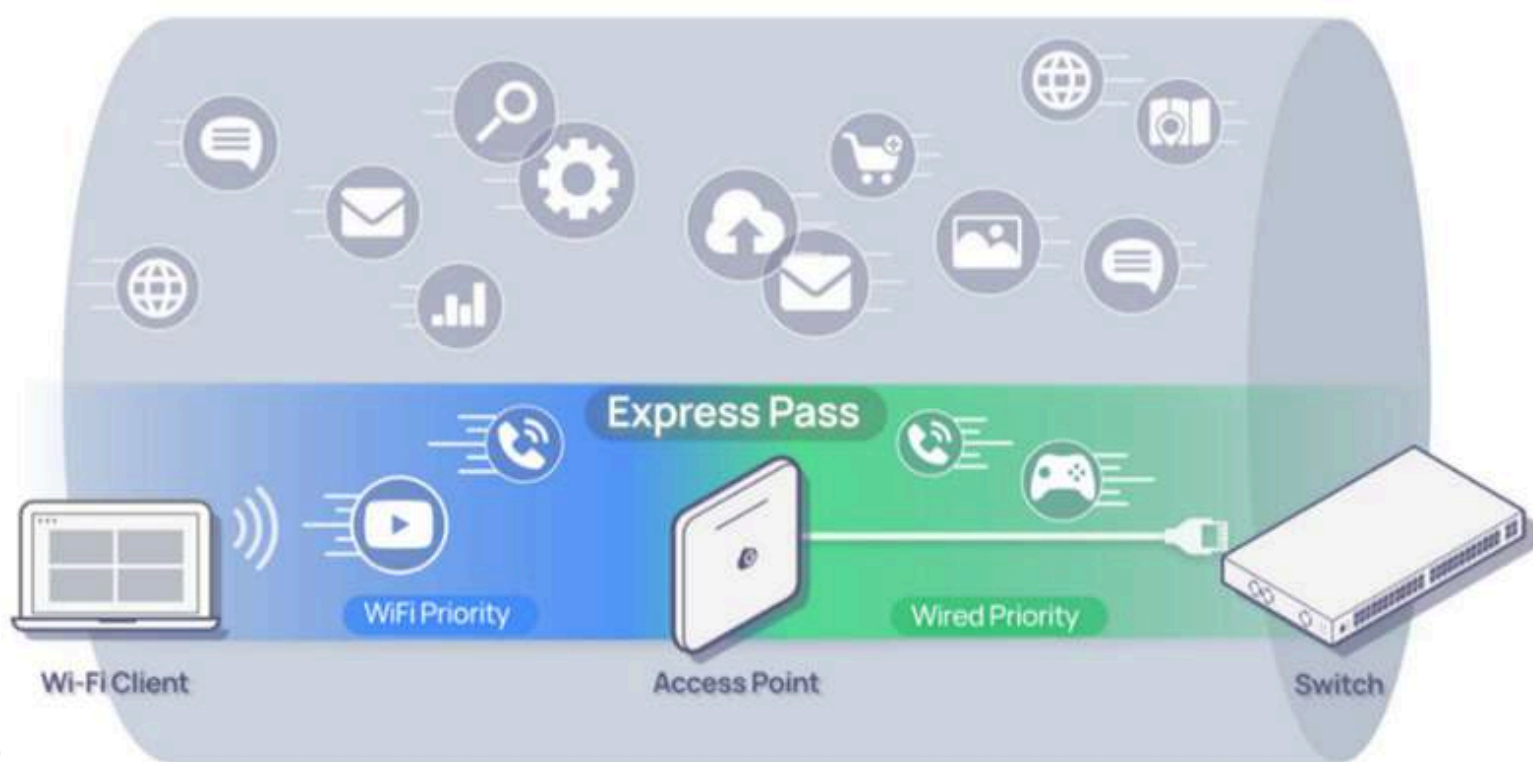 Express Pass
WiFi Priority
Wired Priority
Wi-Fi Client
Access Point
Switch